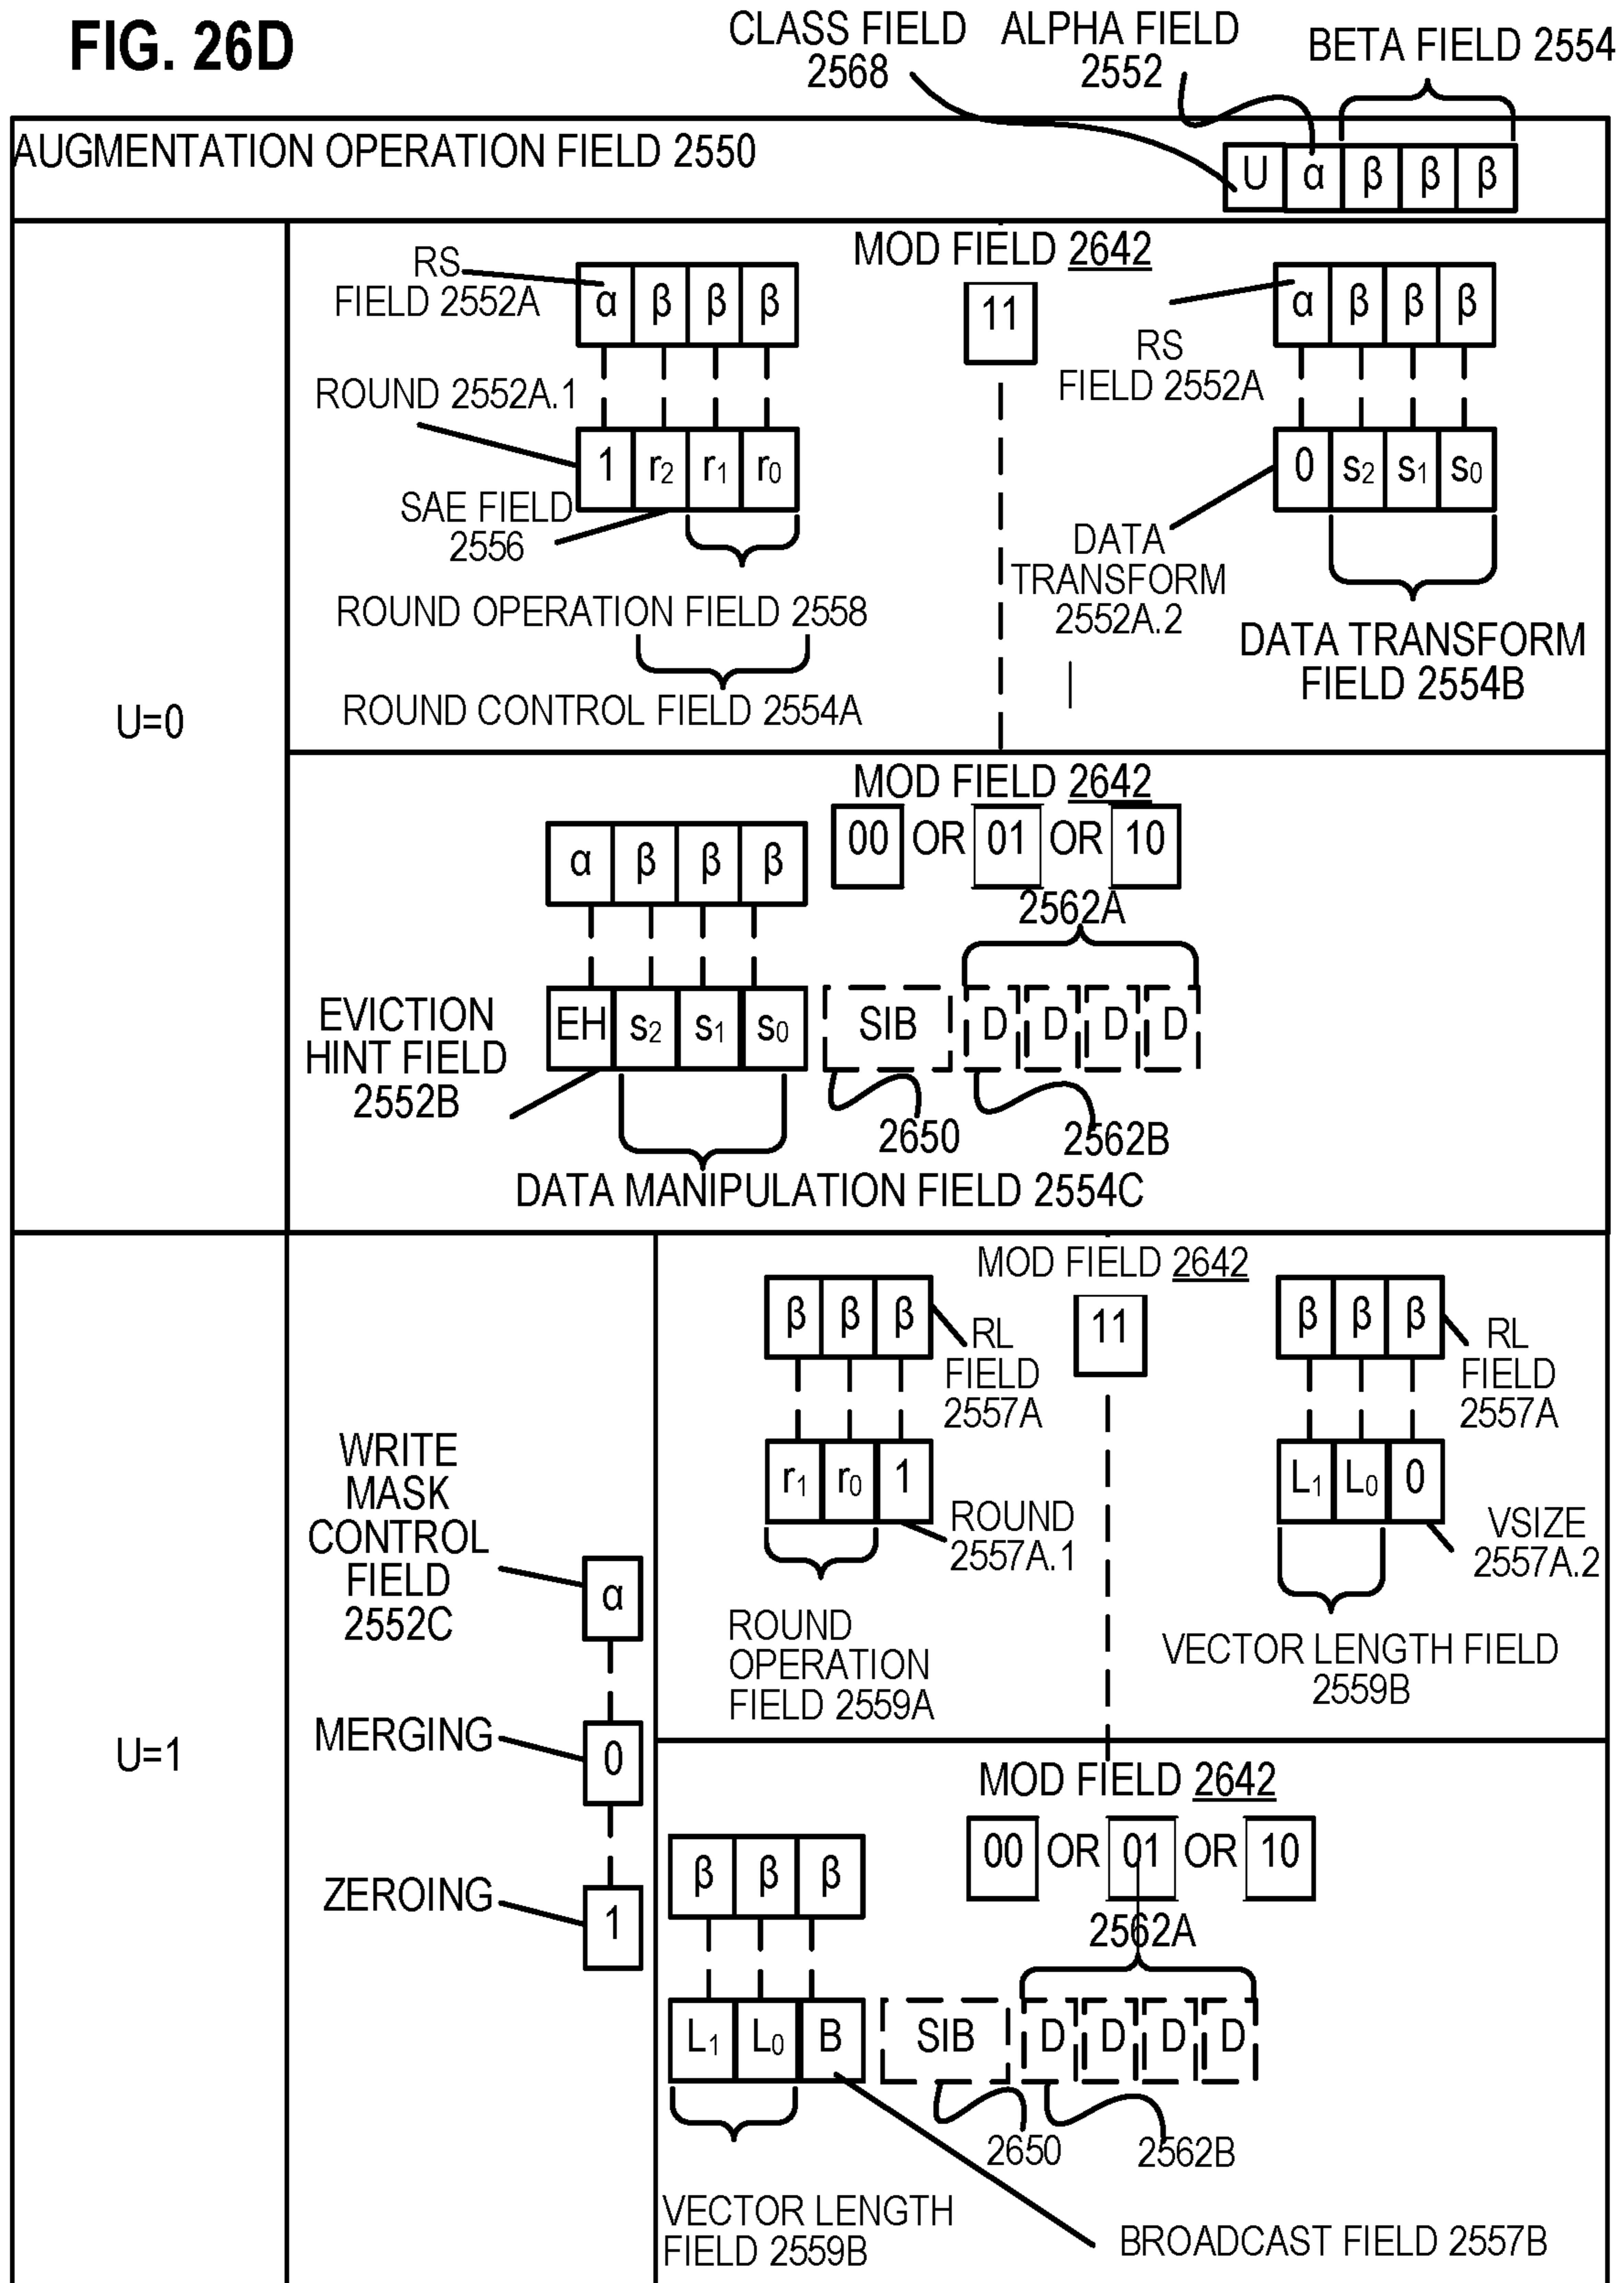 FIG. 26D
CLASS FIELD
2568
ALPHA FIELD
2552
BETA FIELD 2554
AUGMENTATION OPERATION FIELD 2550
U α β β β
U=0
MOD FIELD 2642
11
RS
FIELD 2552A
α β β β
ROUND 2552A.1
1 r2 r1 r0
SAE FIELD
2556
ROUND OPERATION FIELD 2558
ROUND CONTROL FIELD 2554A
α β β β
RS
FIELD 2552A
0 s2 s1 s0
DATA
TRANSFORM
2552A.2
DATA TRANSFORM
FIELD 2554B
MOD FIELD 2642
00 OR 01 OR 10
α β β β
2562A
EVICTION
HINT FIELD
2552B
EH s2 s1 s0 SIB D D D D
2650
2562B
DATA MANIPULATION FIELD 2554C
U=1
WRITE
MASK
CONTROL
FIELD
2552C
α
MERGING
0
ZEROING
1
MOD FIELD 2642
11
β β β
RL
FIELD
2557A
r1 r0 1
ROUND
2557A.1
ROUND
OPERATION
FIELD 2559A
β β β
RL
FIELD
2557A
L1 L0 0
VSIZE
2557A.2
VECTOR LENGTH FIELD
2559B
MOD FIELD 2642
00 OR 01 OR 10
β β β
2562A
L1 L0 B SIB D D D D
2650
2562B
VECTOR LENGTH
FIELD 2559B
BROADCAST FIELD 2557B